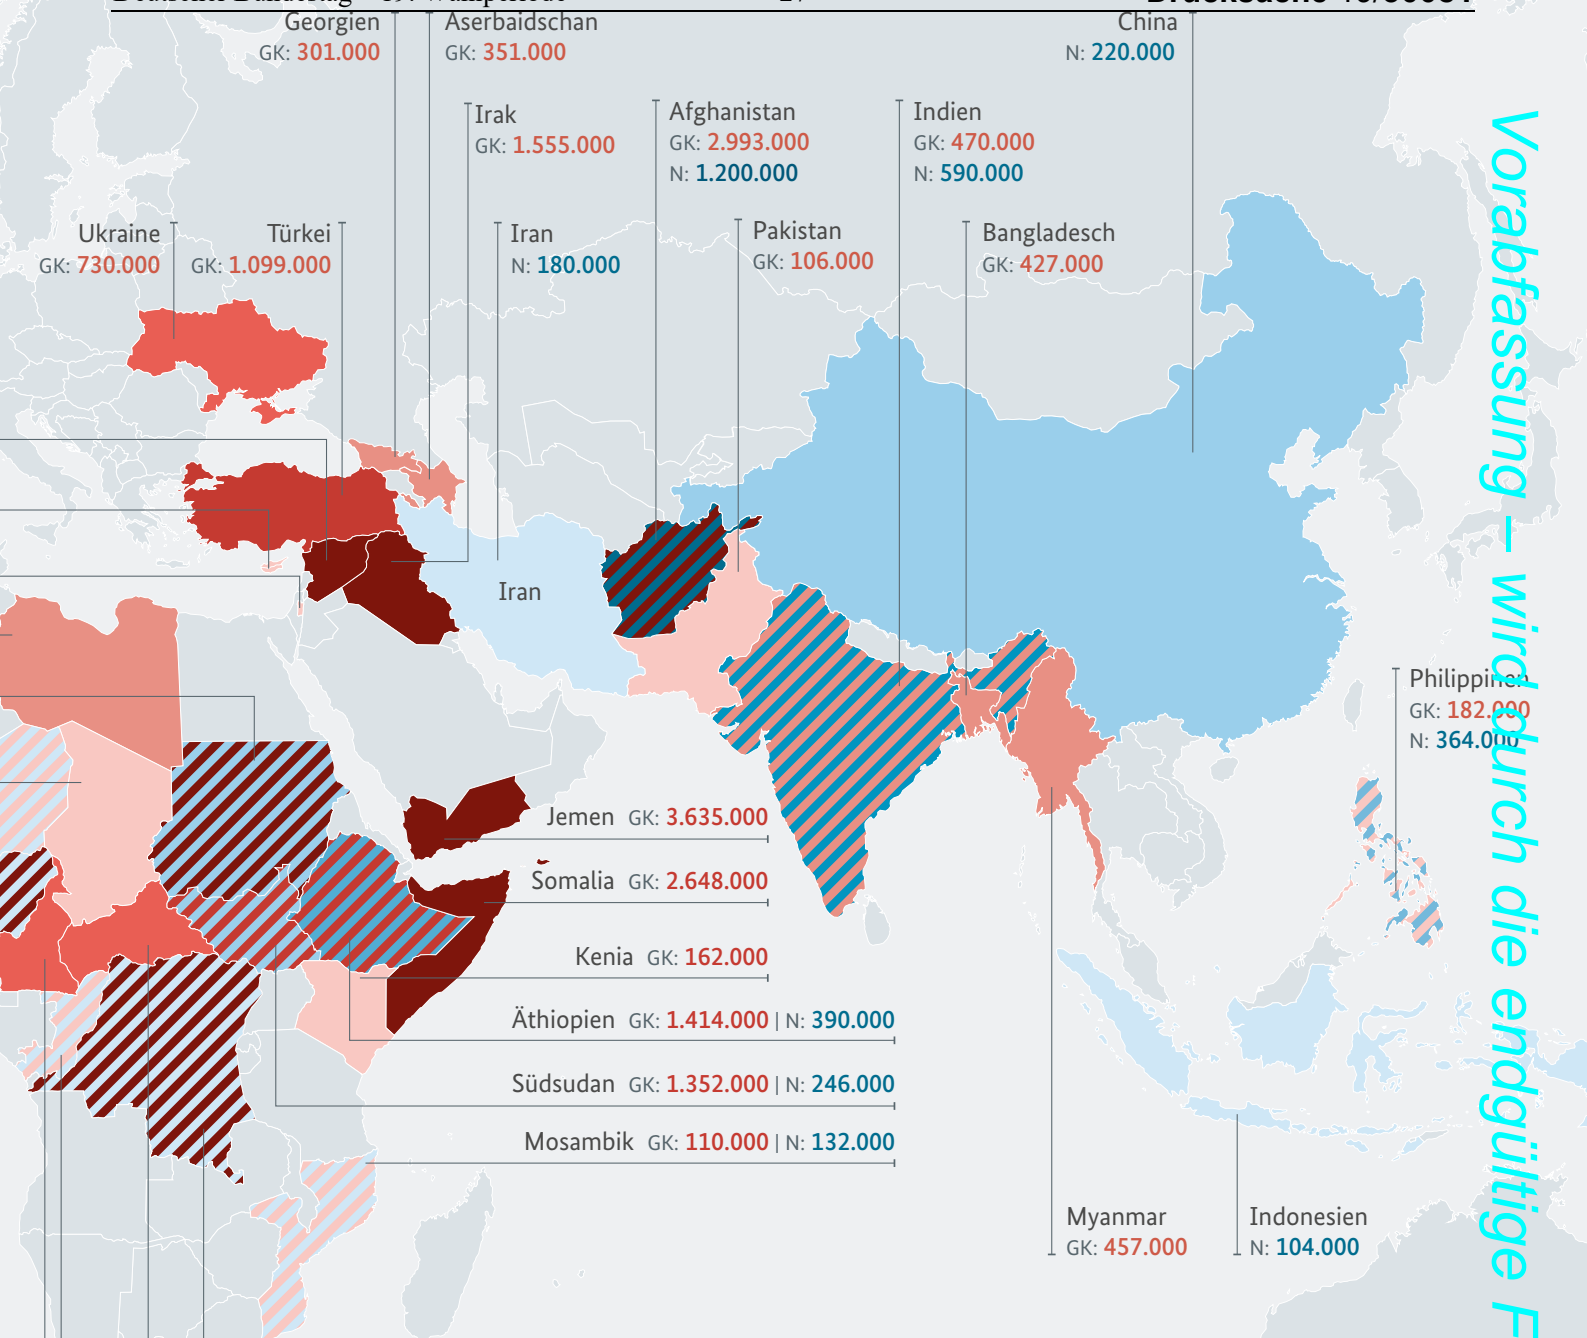 Deutscher Bundestag – 19. Wahlperiode
Georgien
GK: 301.000
Aserbaidschan
GK: 351.000
China
N: 220.000
Irak
GK: 1.555.000
Afghanistan
GK: 2.993.000
N: 1.200.000
Indien
GK: 470.000
N: 590.000
Ukraine
GK: 730.000
Türkei
GK: 1.099.000
Iran
N: 180.000
Pakistan
GK: 106.000
Bangladesch
GK: 427.000
Iran
Philippinen
GK: 182.000
N: 364.000
Jemen GK: 3.635.000
Somalia GK: 2.648.000
Kenia GK: 162.000
Äthiopien GK: 1.414.000 | N: 390.000
Südsudan GK: 1.352.000 | N: 246.000
Mosambik GK: 110.000 | N: 132.000
Myanmar
GK: 457.000
Indonesien
N: 104.000
Vorabfassung – wird durch die endgültige F